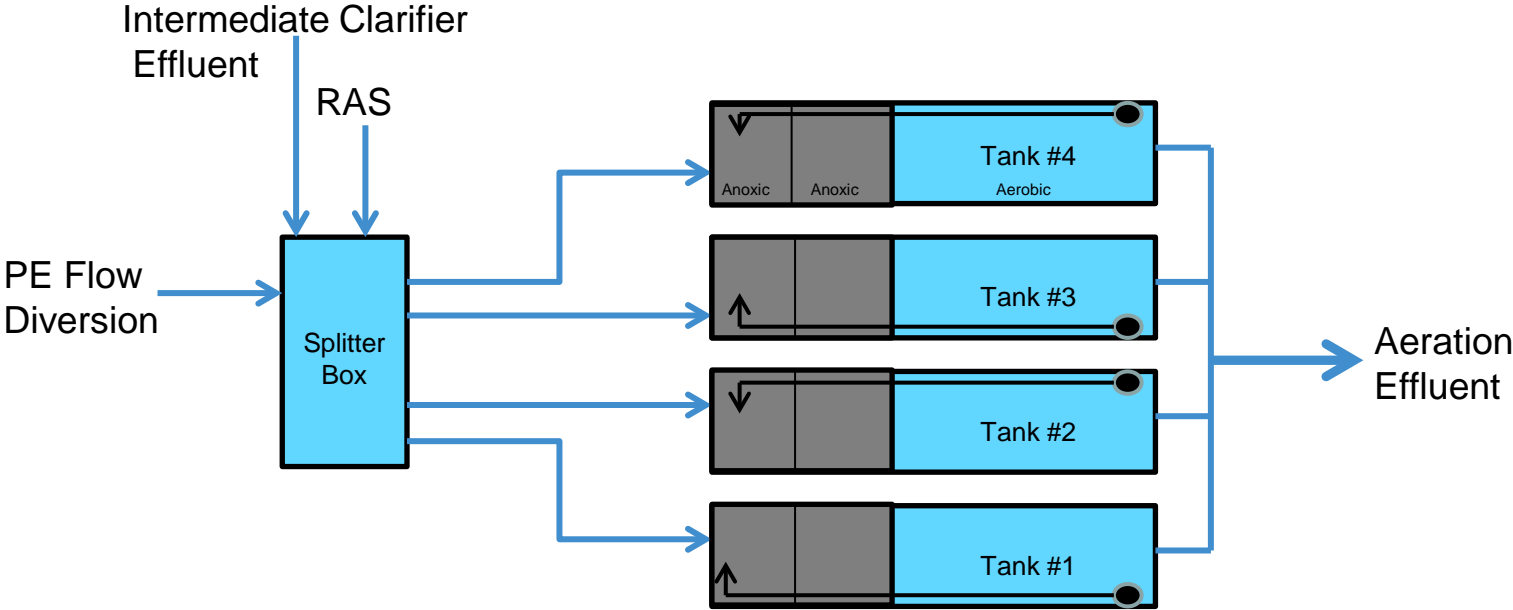 Intermediate Clarifier
Effluent
RAS
PE Flow
Diversion
Splitter
Box
Tank #4
Anoxic
Anoxic
Aerobic
Tank #3
Tank #2
Tank #1
Aeration
Effluent